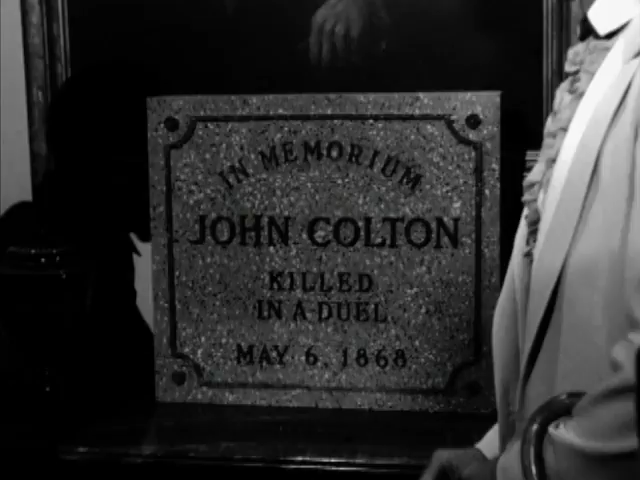 IN MEMORIUM
JOHN COLTON
KILLED
IN A DUEL
MAY 6, 1868